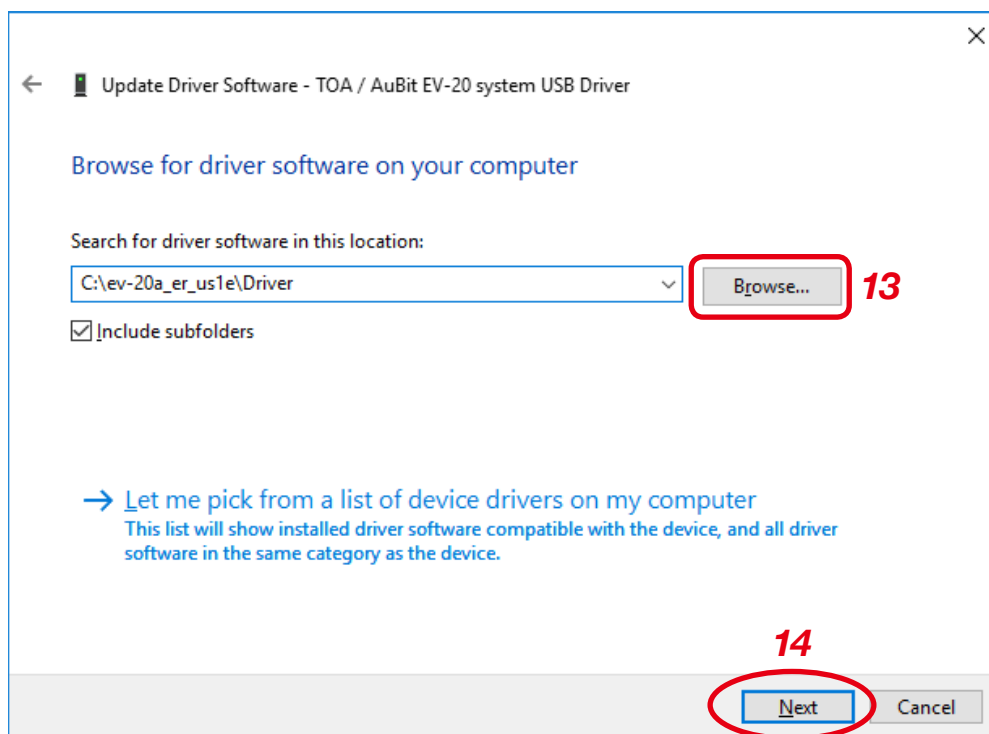 Update Driver Software - TOA / AuBit EV-20 system USB Driver
Browse for driver software on your computer
Search for driver software in this location:
C:\ev-20a_er_us1e\Driver
Browse...
13
Include subfolders
Let me pick from a list of device drivers on my computer
This list will show installed driver software compatible with the device, and all driver
software in the same category as the device.
14
Next
Cancel